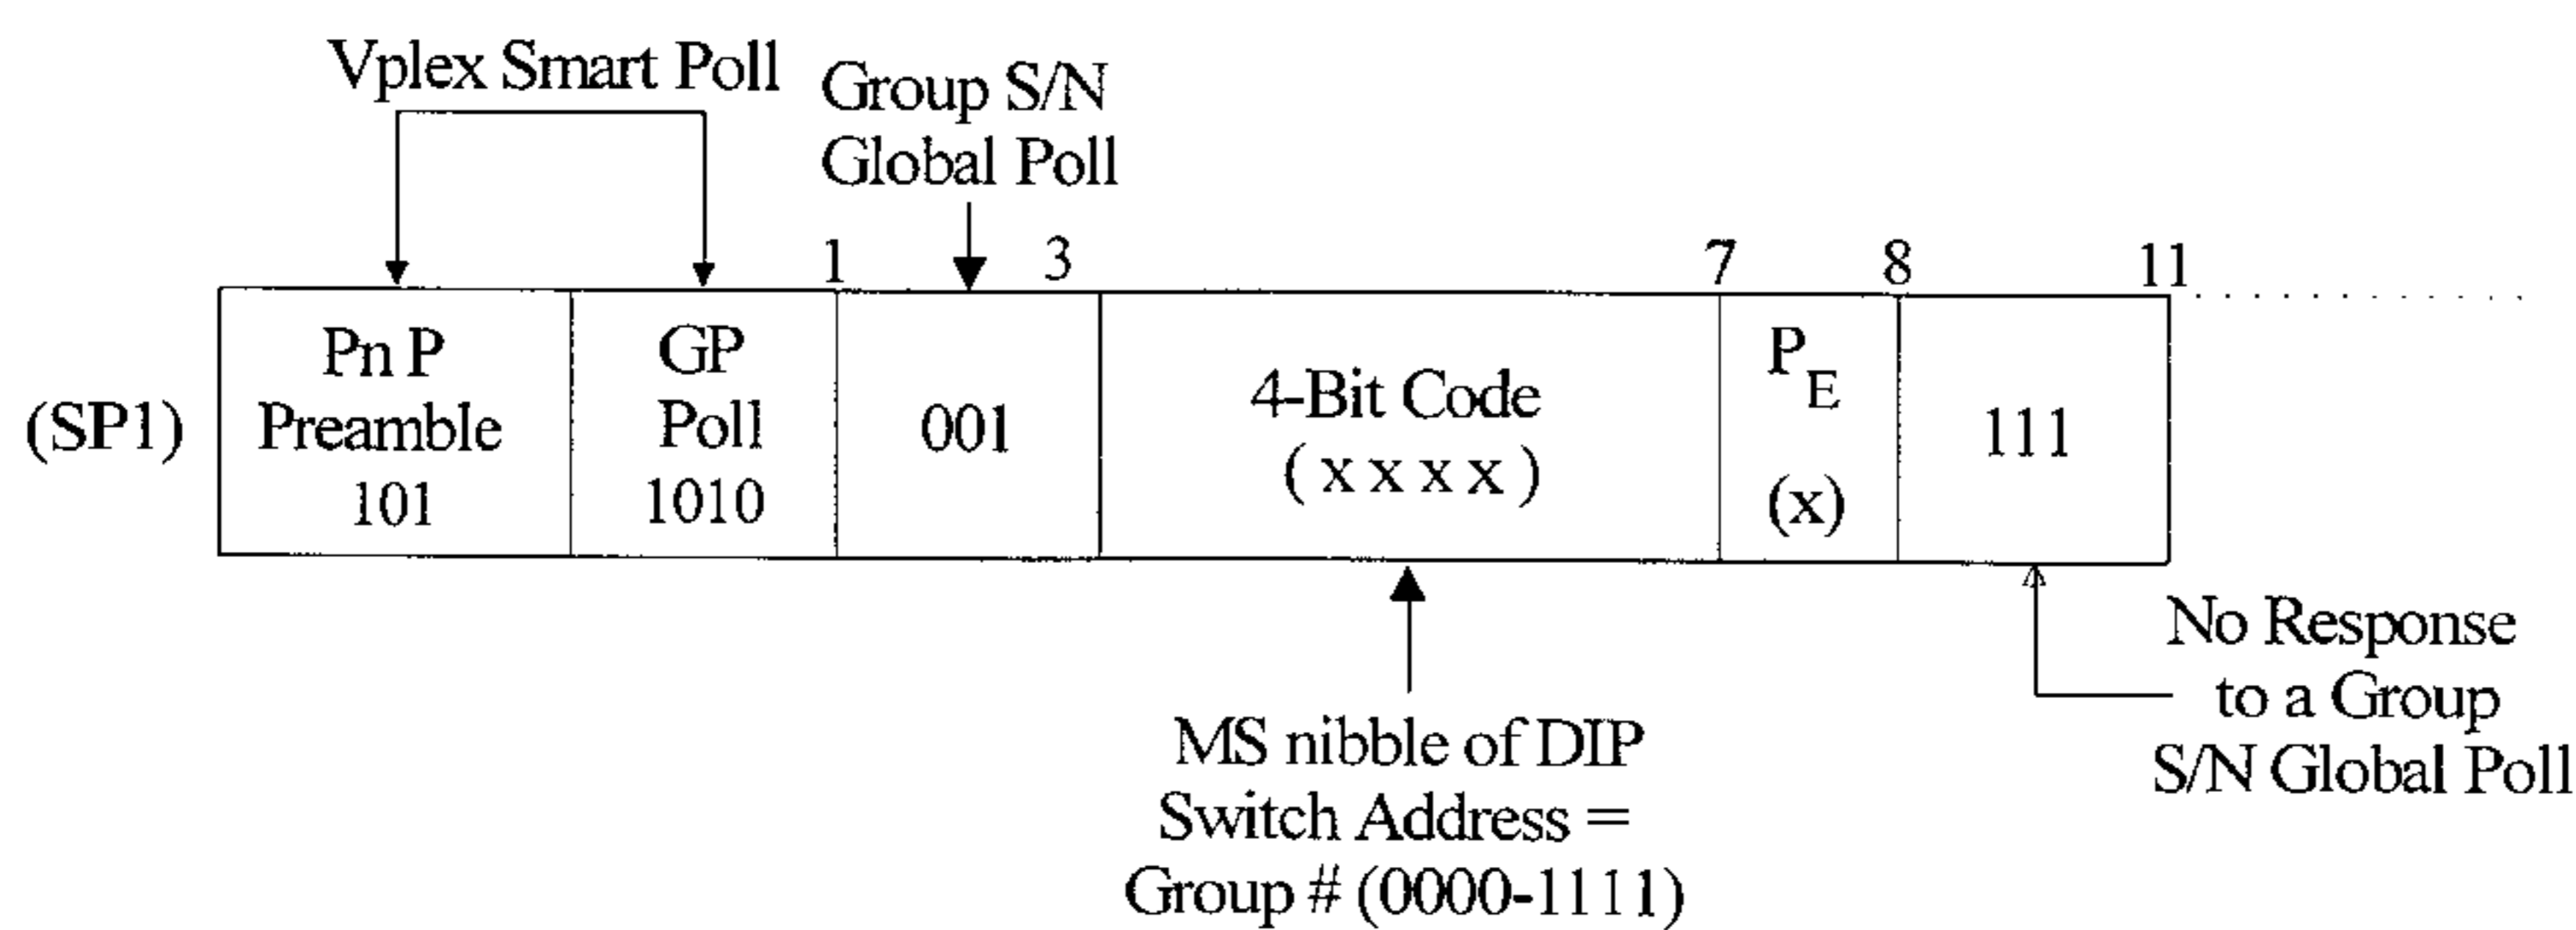 Vplex Smart Poll
Group S/N
Global Poll
1
3
7
8
11
(SP1)
Pn P
Preamble
101
GP
Poll
1010
001
4-Bit Code
( x x x x )
P E
(x)
111
MS nibble of DIP
Switch Address =
Group # (0000-1111)
No Response
to a Group
S/N Global Poll